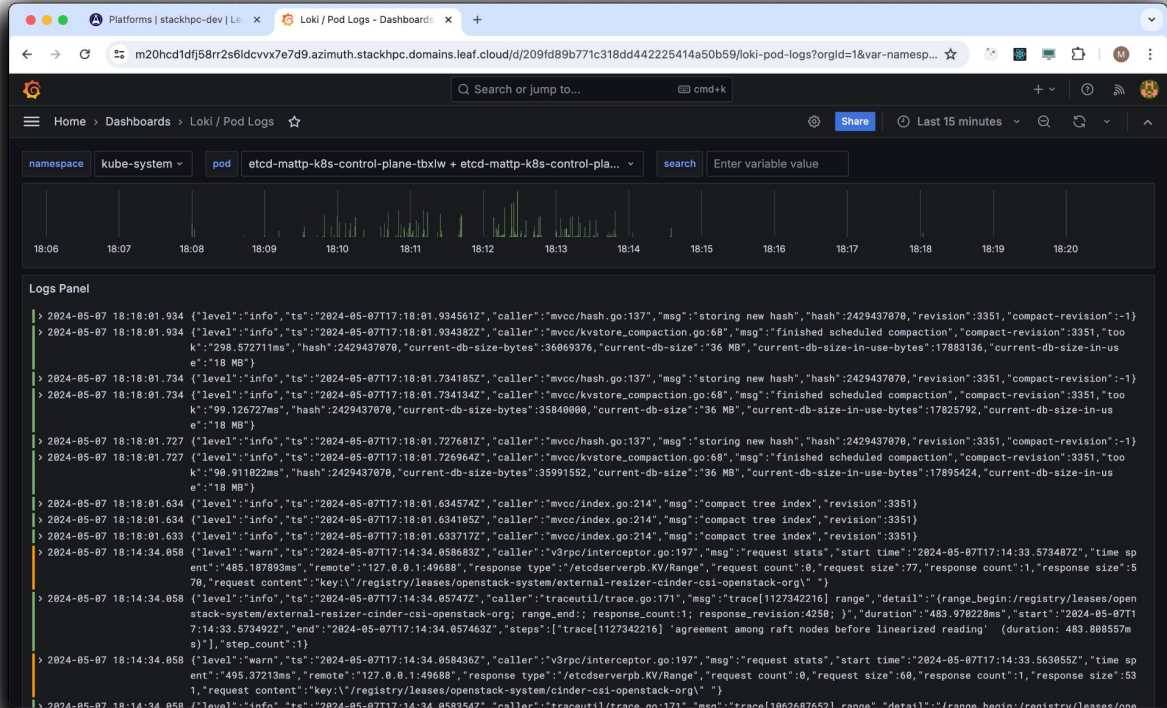 Platforms | stackhpc-dev | Le
Loki / Pod Logs - Dashboards
m20hcd1dfj58rr2s6ldcvvx7e7d9.azimuth.stackhpc.domains.leaf.cloud/d/209fd89b771c318dd442225414a50b59/loki-pod-logs?orgId=1&var-namesp...
M
Search or jump to... cmd+k
Home > Dashboards > Loki / Pod Logs
Share
Last 15 minutes
namespace kube-system pod etcd-mattp-k8s-control-plane-tbxlw + etcd-mattp-k8s-control-pla... search Enter variable value
18:06 18:07 18:08 18:09 18:10 18:11 18:12 18:13 18:14 18:15 18:16 18:17 18:18 18:19 18:20
Logs Panel
> 2024-05-07 18:18:01.934 {"level":"info","ts":"2024-05-07T17:18:01.934561Z","caller":"mvcc/hash.go:137","msg":"storing new hash","hash":2429437070,"revision":3351,"compact-revision":-1}
> 2024-05-07 18:18:01.934 {"level":"info","ts":"2024-05-07T17:18:01.934382Z","caller":"mvcc/kvstore_compaction.go:68","msg":"finished scheduled compaction","compact-revision":3351,"too
k":"298.572711ms","hash":2429437070,"current-db-size-bytes":36069376,"current-db-size":"36 MB","current-db-size-in-use-bytes":17883136,"current-db-size-in-us
e":"18 MB"}
> 2024-05-07 18:18:01.734 {"level":"info","ts":"2024-05-07T17:18:01.734185Z","caller":"mvcc/hash.go:137","msg":"storing new hash","hash":2429437070,"revision":3351,"compact-revision":-1}
> 2024-05-07 18:18:01.734 {"level":"info","ts":"2024-05-07T17:18:01.734134Z","caller":"mvcc/kvstore_compaction.go:68","msg":"finished scheduled compaction","compact-revision":3351,"too
k":"99.126727ms","hash":2429437070,"current-db-size-bytes":35840000,"current-db-size":"36 MB","current-db-size-in-use-bytes":17825792,"current-db-size-in-us
e":"18 MB"}
> 2024-05-07 18:18:01.727 {"level":"info","ts":"2024-05-07T17:18:01.727681Z","caller":"mvcc/hash.go:137","msg":"storing new hash","hash":2429437070,"revision":3351,"compact-revision":-1}
> 2024-05-07 18:18:01.727 {"level":"info","ts":"2024-05-07T17:18:01.726964Z","caller":"mvcc/kvstore_compaction.go:68","msg":"finished scheduled compaction","compact-revision":3351,"too
k":"90.911022ms","hash":2429437070,"current-db-size-bytes":35991552,"current-db-size":"36 MB","current-db-size-in-use-bytes":17895424,"current-db-size-in-us
e":"18 MB"}
> 2024-05-07 18:18:01.634 {"level":"info","ts":"2024-05-07T17:18:01.634574Z","caller":"mvcc/index.go:214","msg":"compact tree index","revision":3351}
> 2024-05-07 18:18:01.634 {"level":"info","ts":"2024-05-07T17:18:01.634105Z","caller":"mvcc/index.go:214","msg":"compact tree index","revision":3351}
> 2024-05-07 18:18:01.633 {"level":"info","ts":"2024-05-07T17:18:01.633717Z","caller":"mvcc/index.go:214","msg":"compact tree index","revision":3351}
> 2024-05-07 18:14:34.058 {"level":"warn","ts":"2024-05-07T17:14:34.058683Z","caller":"v3rpc/interceptor.go:197","msg":"request stats","start time":"2024-05-07T17:14:33.573487Z","time sp
ent":"485.187893ms","remote":"127.0.0.1:49688","response type":"/etcdserverpb.KV/Range","request count":0,"request size":77,"response count":1,"response size":5
70,"request content":"key:\"/registry/leases/openstack-system/external-resizer-cinder-csi-openstack-org\" "}
> 2024-05-07 18:14:34.058 {"level":"info","ts":"2024-05-07T17:14:34.05747Z","caller":"traceutil/trace.go:171","msg":"trace[1127342216] range","detail":"{range_begin:/registry/leases/open
stack-system/external-resizer-cinder-csi-openstack-org; range_end:; response_count:1; response_revision:4250; }","duration":"483.970228ms","start":"2024-05-07T1
7:14:33.573492Z","end":"2024-05-07T17:14:34.057463Z","steps":["trace[1127342216] 'agreement among raft nodes before linearized reading'  (duration: 483.808557m
s)"],"step_count":1}
> 2024-05-07 18:14:34.058 {"level":"warn","ts":"2024-05-07T17:14:34.058436Z","caller":"v3rpc/interceptor.go:197","msg":"request stats","start time":"2024-05-07T17:14:33.563055Z","time sp
ent":"495.37213ms","remote":"127.0.0.1:49688","response type":"/etcdserverpb.KV/Range","request count":0,"request size":60,"response count":1,"response size":53
1,"request content":"key:\"/registry/leases/openstack-system/cinder-csi-openstack-org\" "}
> 2024-05-07 18:14:34.058 {"level":"info","ts":"2024-05-07T17:14:34.058354Z","caller":"traceutil/trace.go:171","msg":"trace[1062687652] range","detail":"{range_begin:/registry/leases/ope